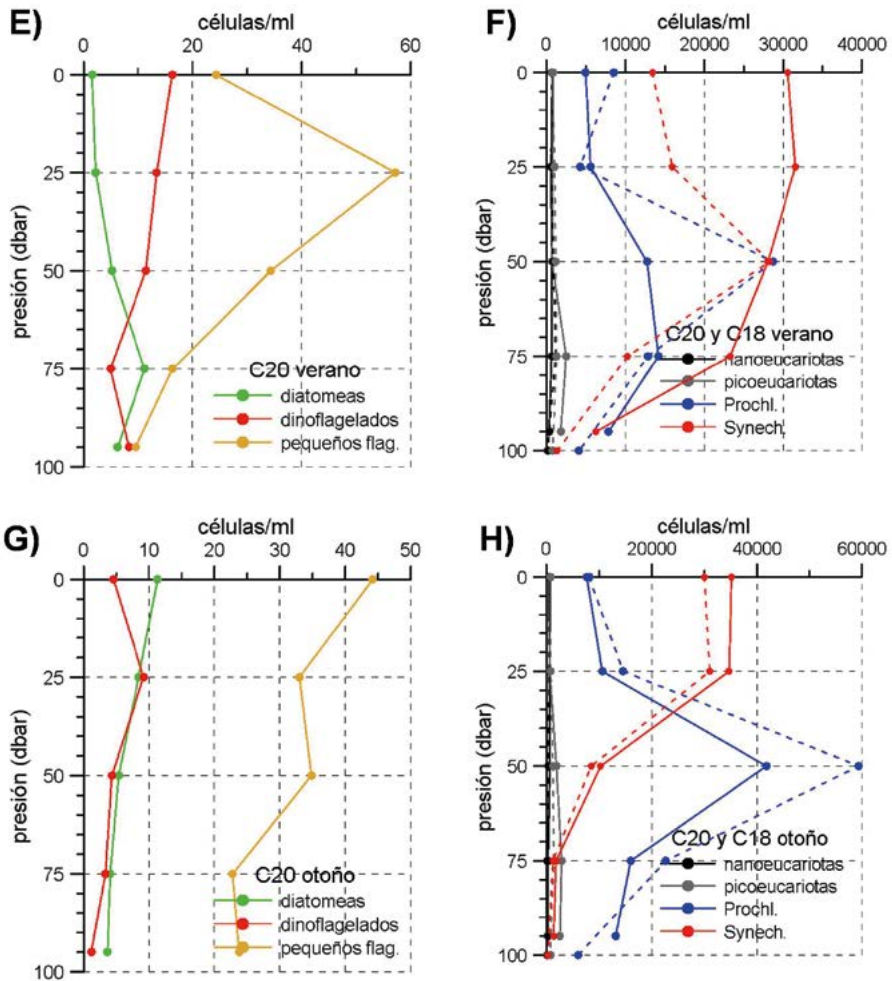 E)
células/ml
0 20 40 60
0
25
50
75
100
presión (dbar)
C20 verano
diatomeas
dinoflagelados
pequeños flag.
F)
células/ml
0 10000 20000 30000 40000
0
25
50
75
100
presión (dbar)
C20 y C18 verano
nanoeucariotas
picoeucariotas
Prochl.
Synech.
G)
células/ml
0 10 20 30 40 50
0
25
50
75
100
presión (dbar)
C20 otoño
diatomeas
dinoflagelados
pequeños flag.
H)
células/ml
0 20000 40000 60000
0
25
50
75
100
presión (dbar)
C20 y C18 otoño
nanoeucariotas
picoeucariotas
Prochl.
Synech.